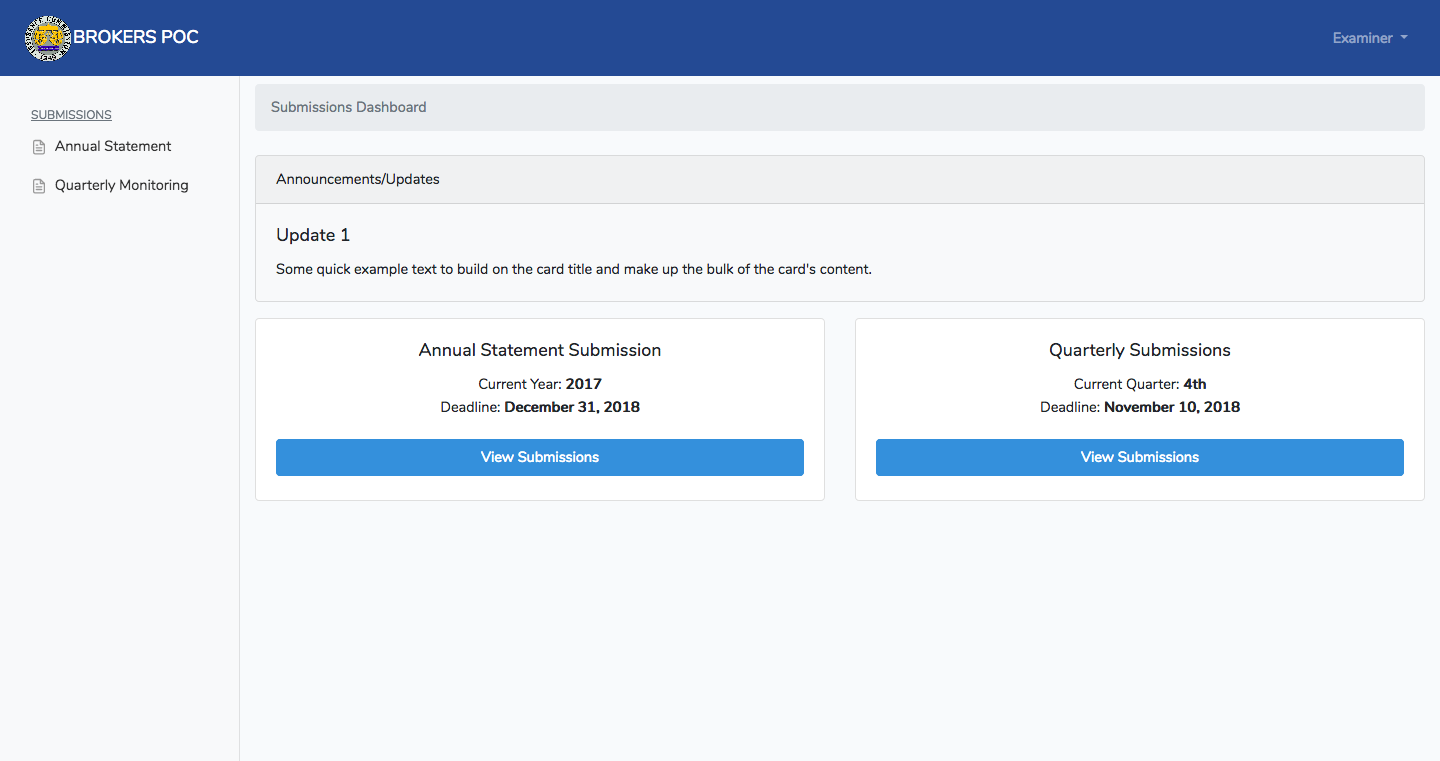 BROKERS POC
Examiner
SUBMISSIONS
Annual Statement
Quarterly Monitoring
Submissions Dashboard
Announcements/Updates
Update 1
Some quick example text to build on the card title and make up the bulk of the card's content.
Annual Statement Submission
Current Year: 2017
Deadline: December 31, 2018
View Submissions
Quarterly Submissions
Current Quarter: 4th
Deadline: November 10, 2018
View Submissions